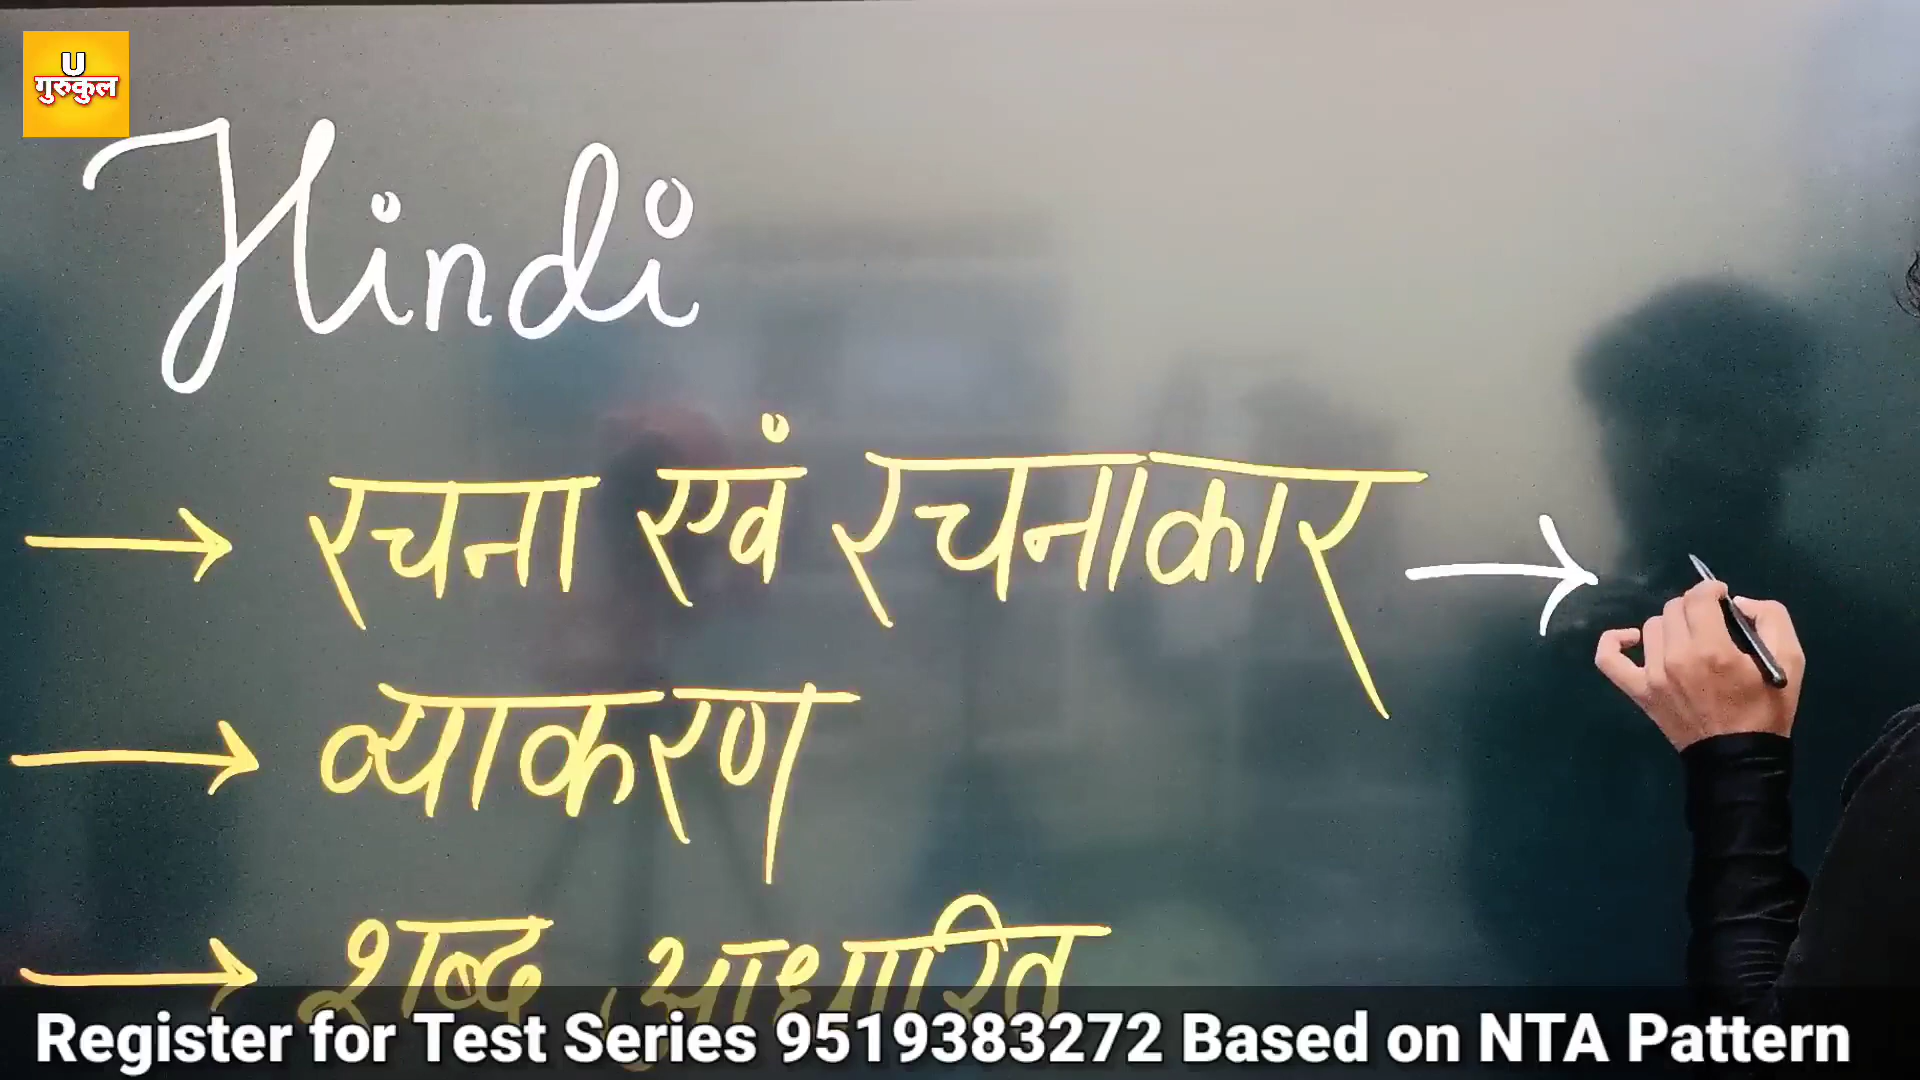 U
गुरुकुल
Hindi
→ रचना एवं रचनाकार →
→ व्याकरण
→ शब्द आधारित
Register for Test Series 9519383272 Based on NTA Pattern